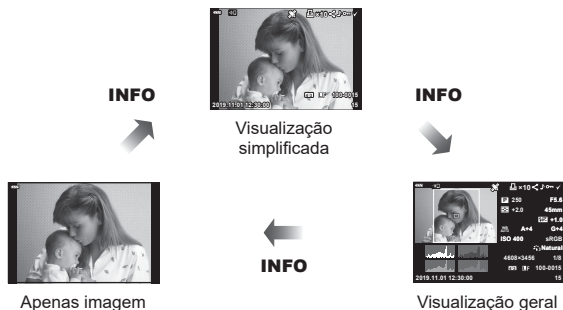 ×10
INFO
INFO
100-0015
2019.11.01 12:30:00 15
Visualização
simplificada
×10
P 250 F5.6
+2.0 45mm
+1.0
A+4 G+4
ISO 400 sRGB
Natural
4608×3456 1/8
100-0015
2019.11.01 12:30:00 15
INFO
Apenas imagem
Visualização geral